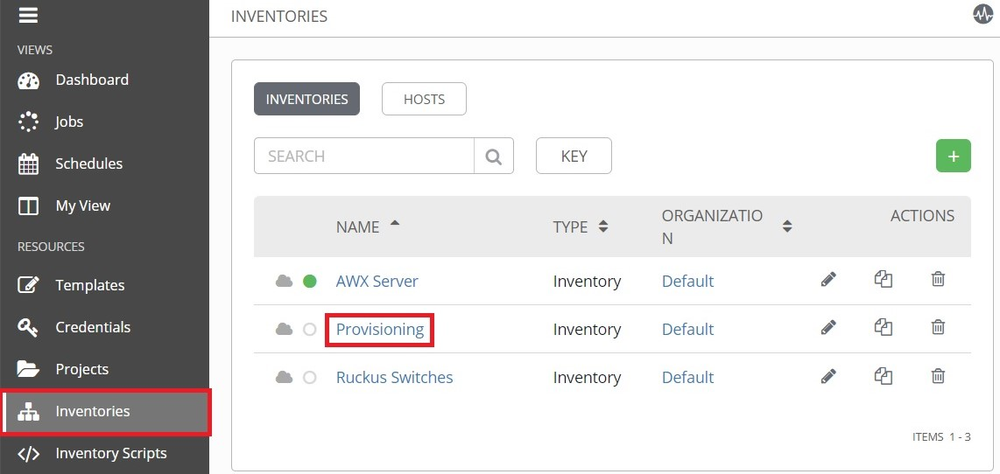 INVENTORIES
VIEWS
Dashboard
Jobs
Schedules
My View
RESOURCES
Templates
Credentials
Projects
Inventories
Inventory Scripts
INVENTORIES HOSTS
SEARCH KEY +
NAME TYPE ORGANIZATIO ACTIONS
N
AWX Server Inventory Default
Provisioning Inventory Default
Ruckus Switches Inventory Default
ITEMS 1 - 3